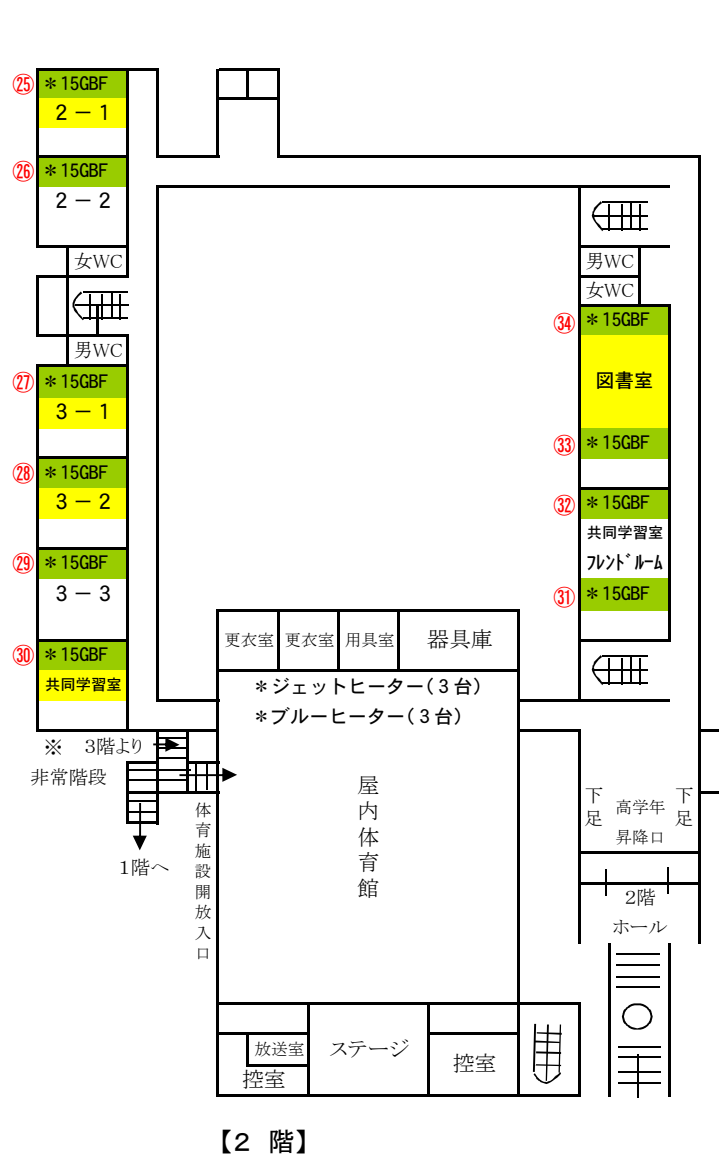 ㉕ ＊15GBF
２－１
㉖ ＊15GBF
２－２
女WC
男WC
㉗ ＊15GBF
３－１
㉘ ＊15GBF
３－２
㉙ ＊15GBF
３－３
㉚ ＊15GBF
共同学習室
※ 3階より
非常階段
1階へ
体育施設開放入口
男WC
女WC
㉞ ＊15GBF
図書室
㉝ ＊15GBF
㉜ ＊15GBF
共同学習室
ﾌﾚﾝﾄﾞﾙｰﾑ
㉛ ＊15GBF
更衣室 更衣室 用具室 器具庫
＊ジェットヒーター（３台）
＊ブルーヒーター（３台）
屋内体育館
下足
高学年
昇降口
下足
2階
ホール
放送室
控室
ステージ
控室
【２ 階】